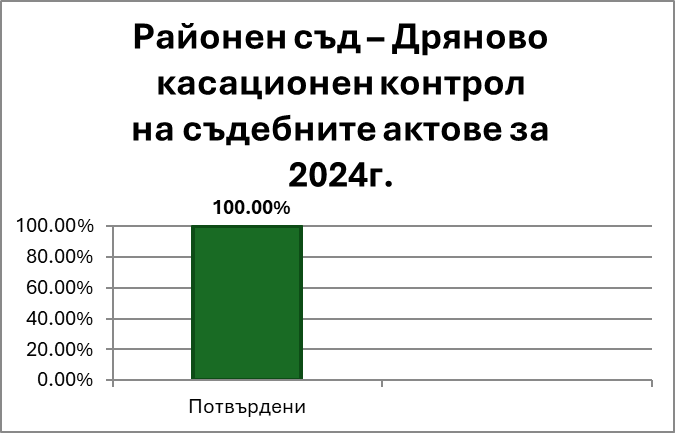 Районен съд – Дряново
касационен контрол
на съдебните актове за
2024г.
100.00%
100.00%
80.00%
60.00%
40.00%
20.00%
0.00%
Потвърдени